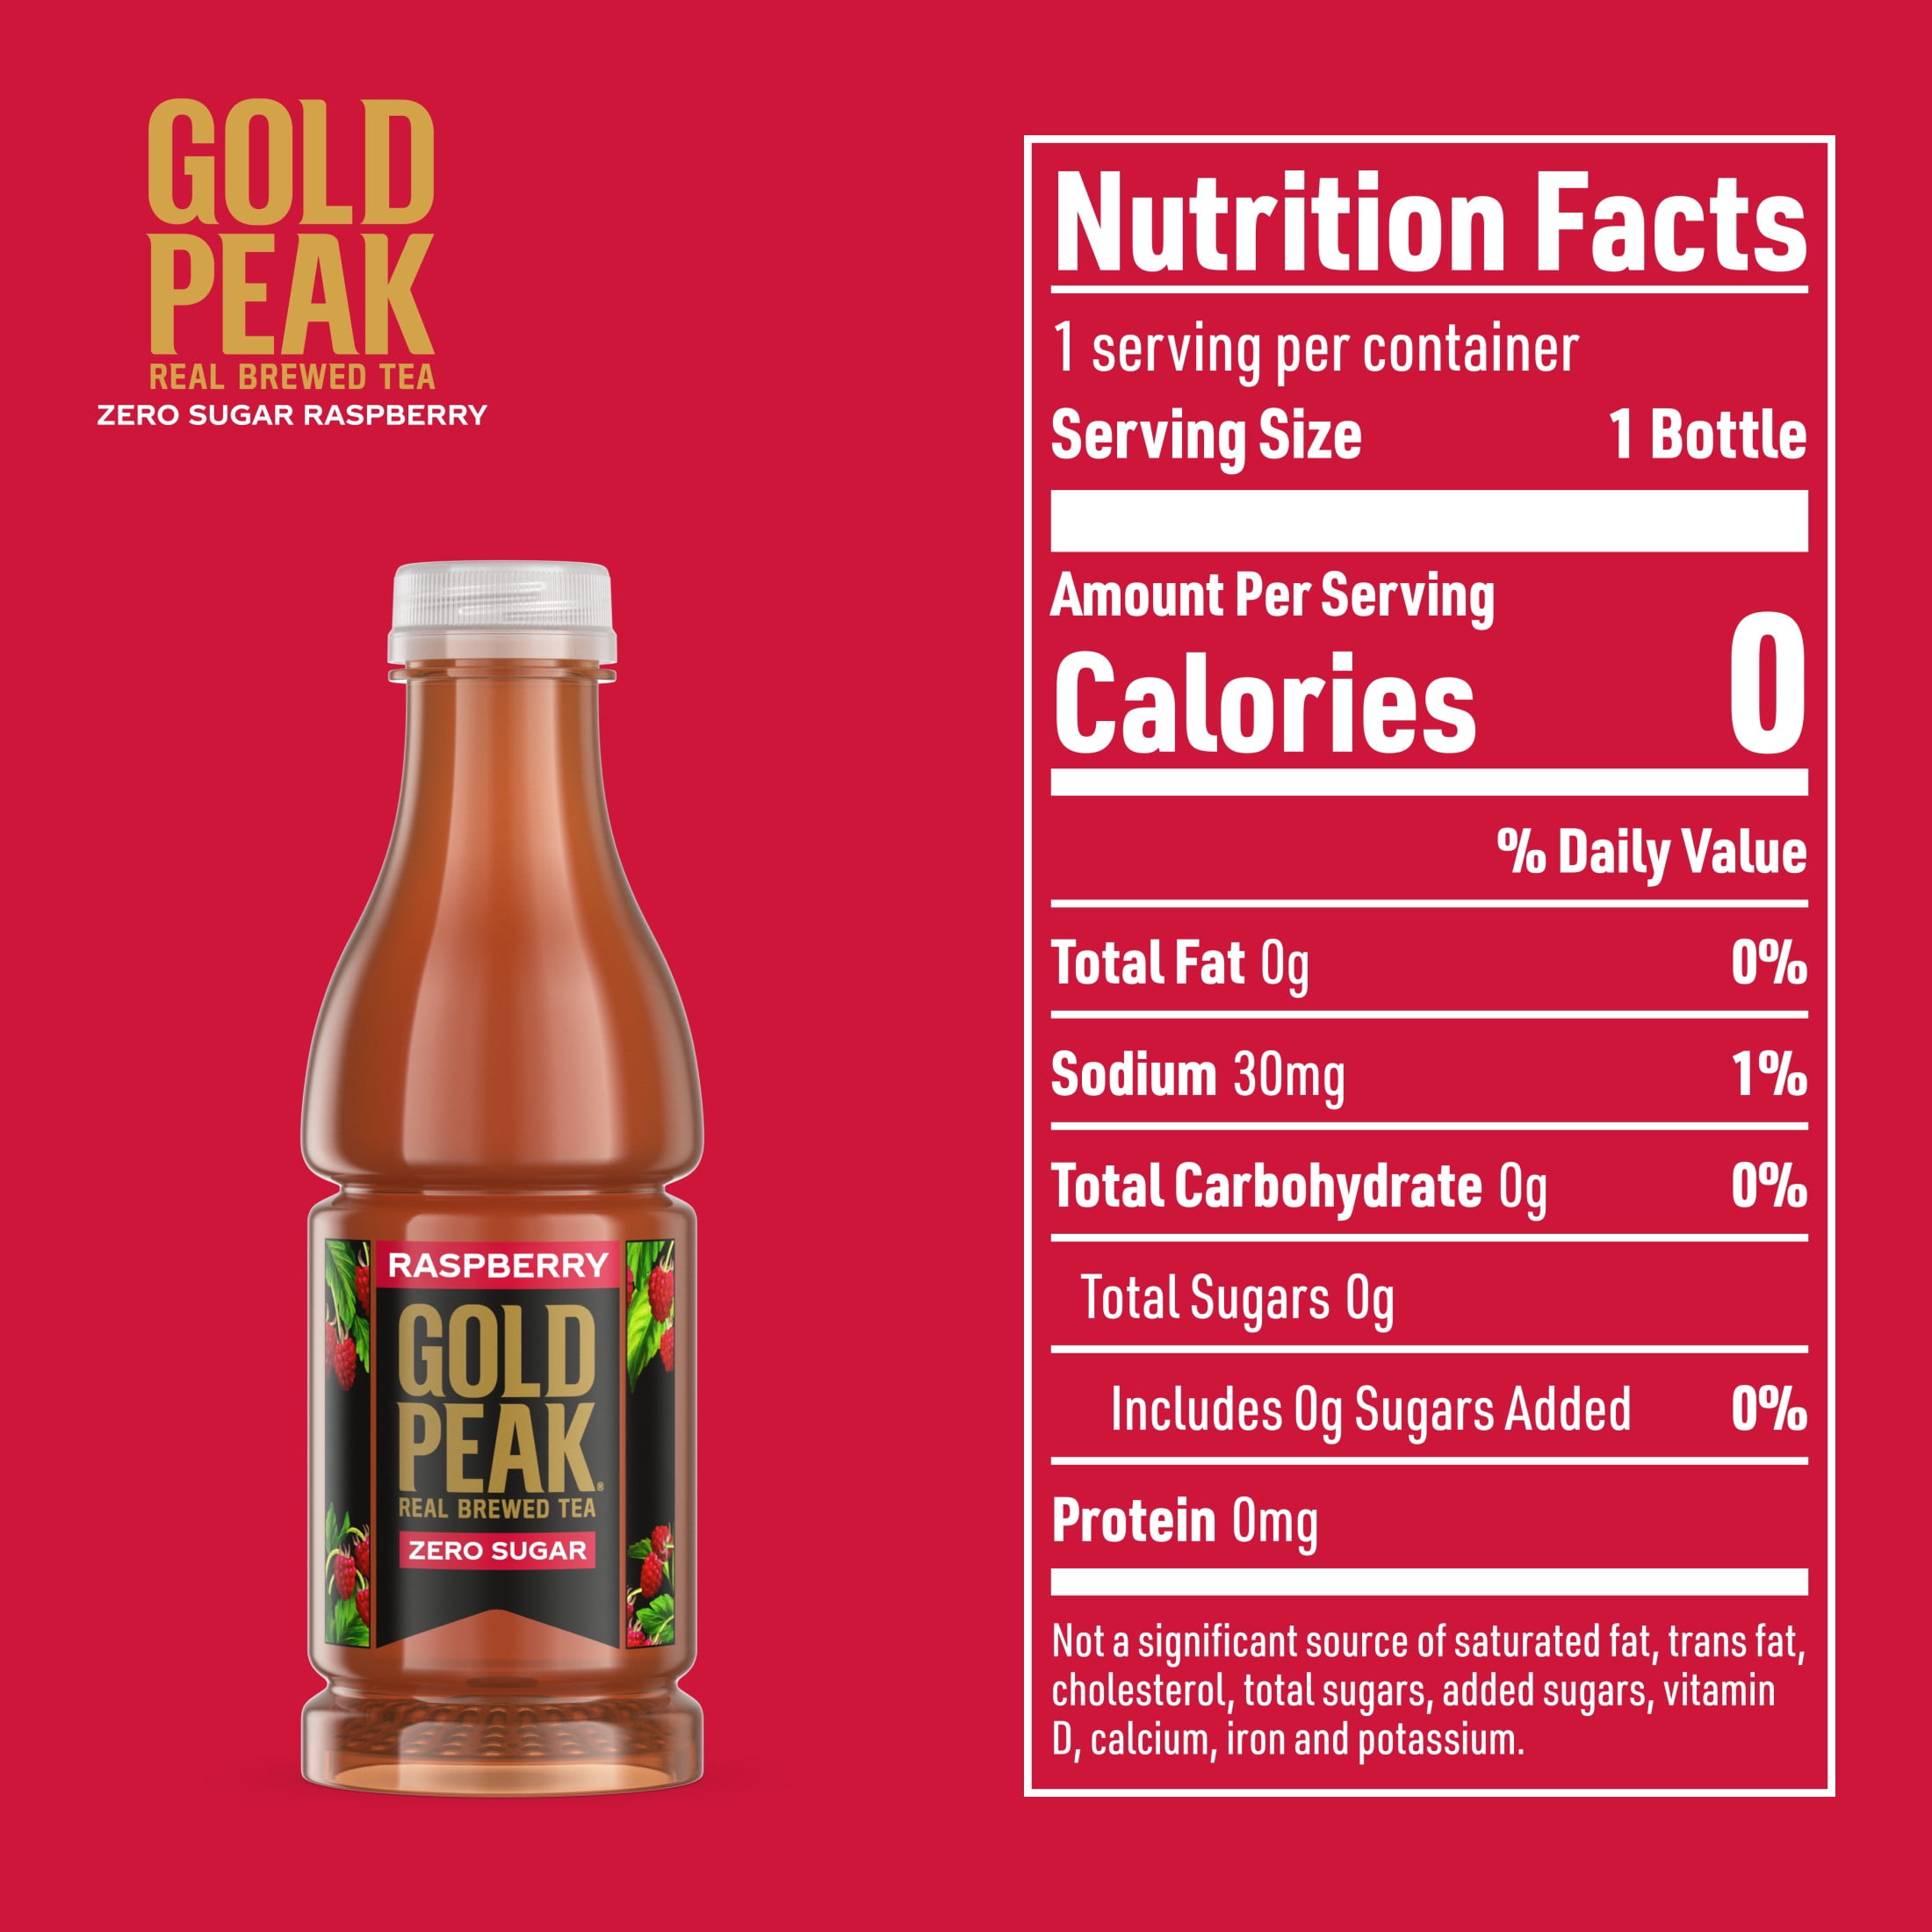 GOLD
PEAK
REAL BREWED TEA
ZERO SUGAR RASPBERRY
RASPBERRY
GOLD
PEAK®
REAL BREWED TEA
ZERO SUGAR
Nutrition Facts
1 serving per container
Serving Size 1 Bottle
Amount Per Serving
Calories 0
% Daily Value
Total Fat 0g 0%
Sodium 30mg 1%
Total Carbohydrate 0g 0%
Total Sugars 0g
Includes 0g Sugars Added 0%
Protein 0mg
Not a significant source of saturated fat, trans fat,
cholesterol, total sugars, added sugars, vitamin
D, calcium, iron and potassium.